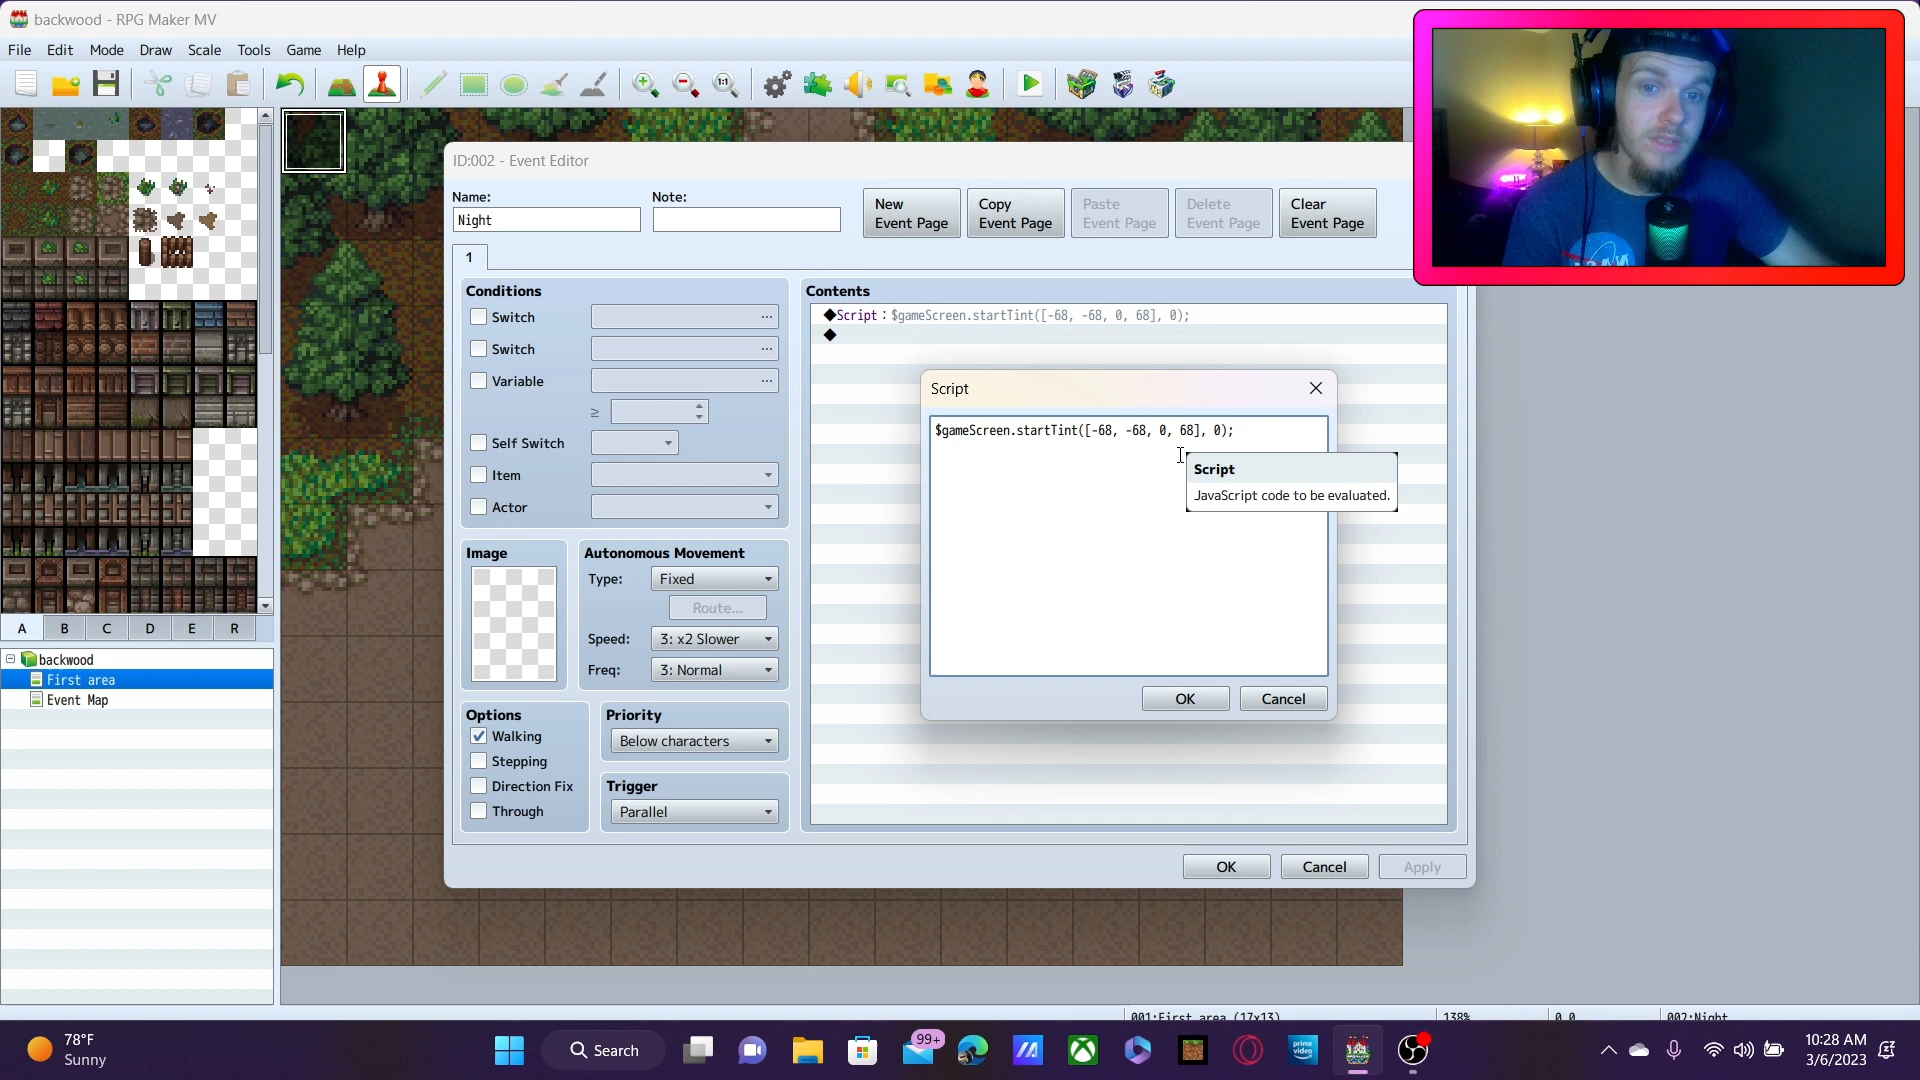 backwood - RPG Maker MV
File Edit Mode Draw Scale Tools Game Help
1:1
ID:002 - Event Editor
Name:
Note:
Night
New
Event Page
Copy
Event Page
Paste
Event Page
Delete
Event Page
Clear
Event Page
1
Conditions
Switch ...
Switch ...
Variable ...
≥
Self Switch
Item
Actor
Image
Autonomous Movement
Type: Fixed
Route...
Speed: 3: x2 Slower
Freq: 3: Normal
Options
Walking
Stepping
Direction Fix
Through
Priority
Below characters
Trigger
Parallel
Contents
◆Script：$gameScreen.startTint([-68, -68, 0, 68], 0);
◆
Script
$gameScreen.startTint([-68, -68, 0, 68], 0);
Script
JavaScript code to be evaluated.
OK Cancel
OK Cancel Apply
A B C D E R
backwood
First area
Event Map
001:First area (17x13) 138% 0,0 002:Night
78°F
Sunny
Search
99+
prime
video
10:28 AM
3/6/2023